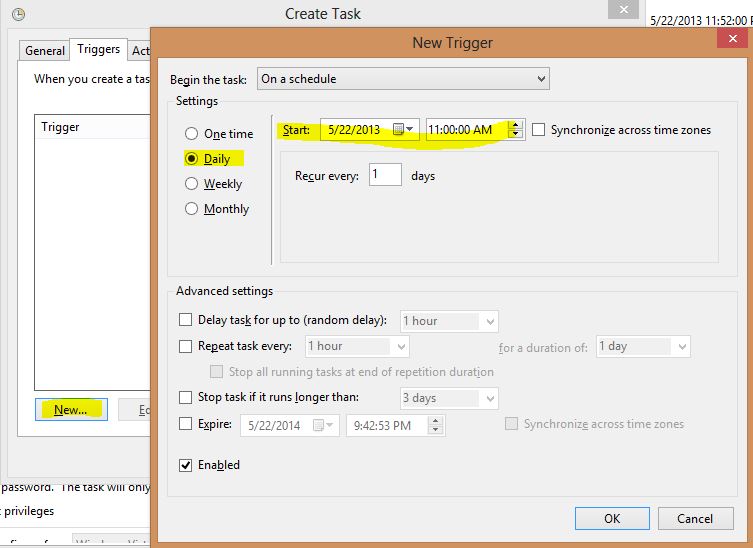 Create Task
5/22/2013 11:52:00
General Triggers Act
When you create a tas
Trigger
New... Ed
password. The task will only
privileges
New Trigger
Begin the task: On a schedule
Settings
One time
Daily
Weekly
Monthly
Start: 5/22/2013 11:00:00 AM Synchronize across time zones
Recur every: 1 days
Advanced settings
Delay task for up to (random delay): 1 hour
Repeat task every: 1 hour for a duration of: 1 day
Stop all running tasks at end of repetition duration
Stop task if it runs longer than: 3 days
Expire: 5/22/2014 9:42:53 PM Synchronize across time zones
Enabled
OK Cancel